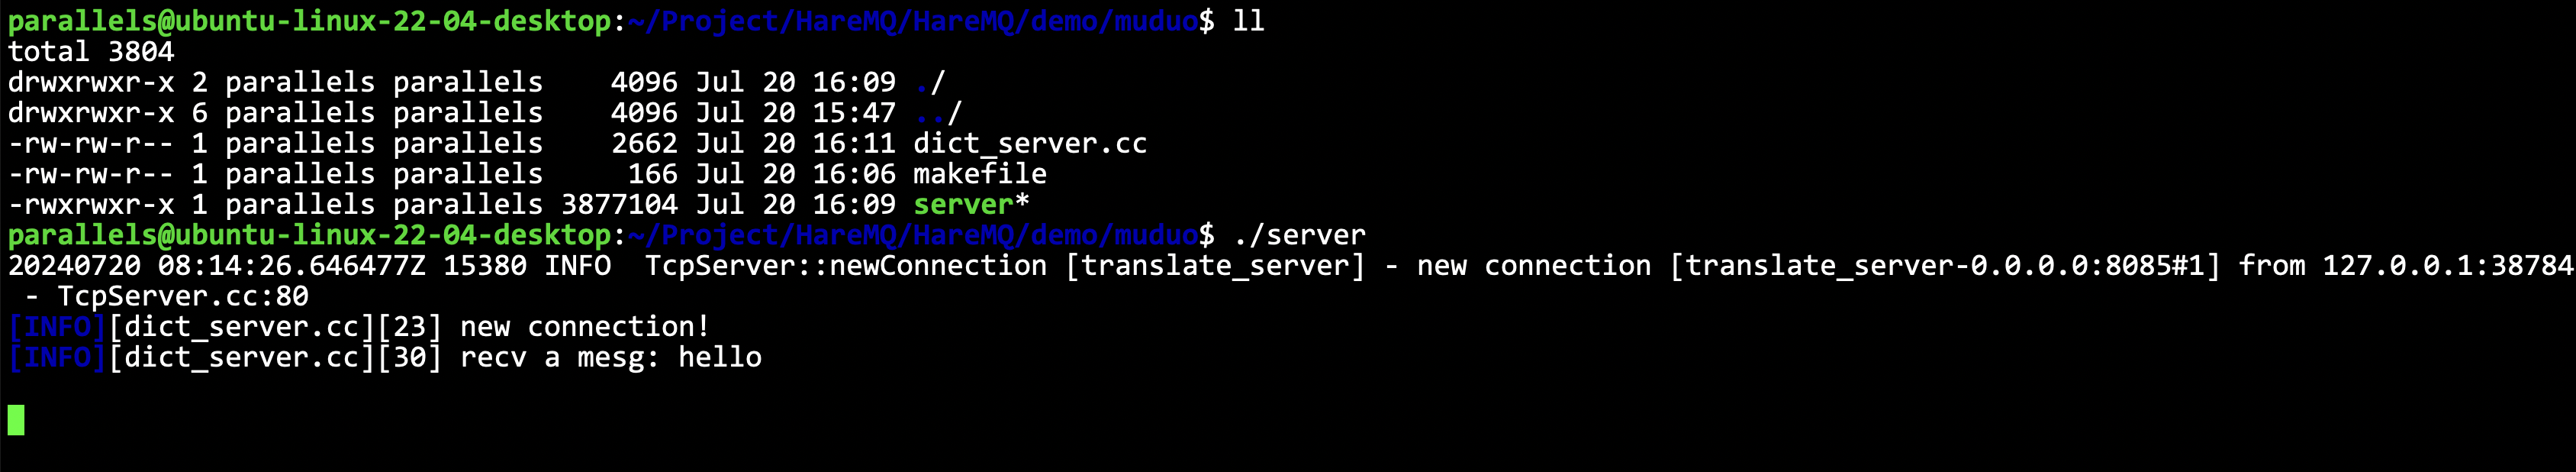 parallels@ubuntu-linux-22-04-desktop:~/Project/HareMQ/HareMQ/demo/muduo$ ll
total 3804
drwxrwxr-x 2 parallels parallels    4096 Jul 20 16:09 ./
drwxrwxr-x 6 parallels parallels    4096 Jul 20 15:47 ../
-rw-rw-r-- 1 parallels parallels    2662 Jul 20 16:11 dict_server.cc
-rw-rw-r-- 1 parallels parallels     166 Jul 20 16:06 makefile
-rwxrwxr-x 1 parallels parallels 3877104 Jul 20 16:09 server*
parallels@ubuntu-linux-22-04-desktop:~/Project/HareMQ/HareMQ/demo/muduo$ ./server
20240720 08:14:26.646477Z 15380 INFO  TcpServer::newConnection [translate_server] - new connection [translate_server-0.0.0.0:8085#1] from 127.0.0.1:38784
 - TcpServer.cc:80
[INFO][dict_server.cc][23] new connection!
[INFO][dict_server.cc][30] recv a mesg: hello